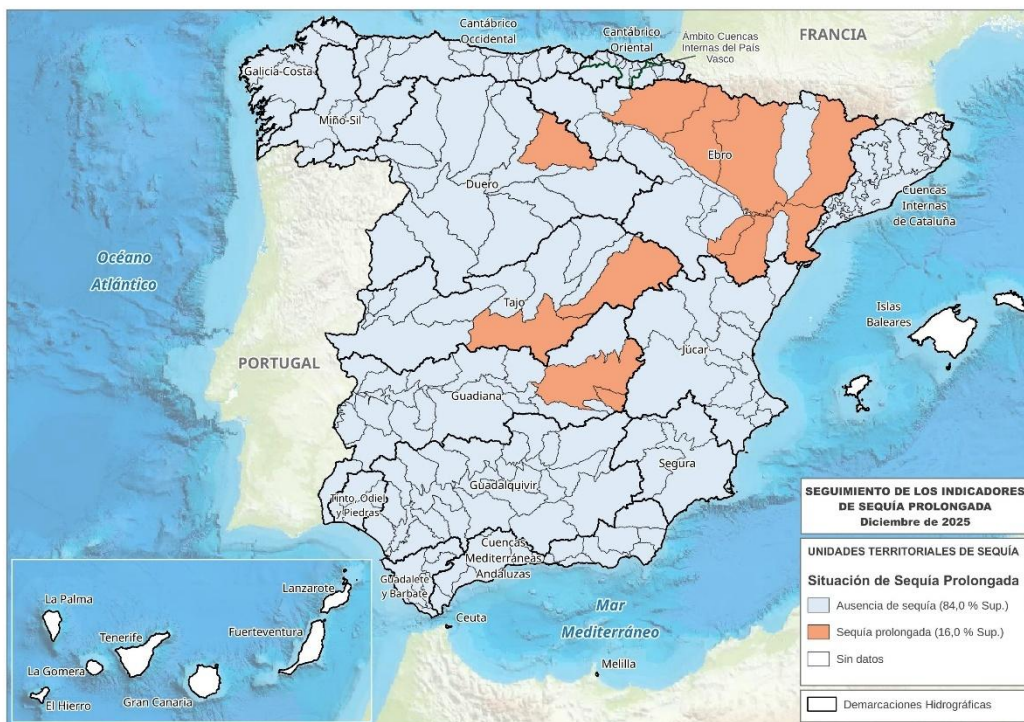 Cantábrico
Occidental
Cantábrico
Oriental
Ámbito Cuencas
Internas del País
Vasco
FRANCIA
Galicia-Costa
Miño-Sil
Ebro
Duero
Cuencas
Internas
de Cataluña
Océano
Atlántico
Tajo
Islas
Baleares
PORTUGAL
Júcar
Guadiana
Segura
Guadalquivir
Tinto, Odiel
y Piedras
Cuencas
Mediterráneas
Andaluzas
Guadalete
y Barbate
Ceuta
Mar
Mediterráneo
Melilla
Lanzarote
La Palma
Fuerteventura
Tenerife
La Gomera
El Hierro
Gran Canaria
SEGUIMIENTO DE LOS INDICADORES
DE SEQUÍA PROLONGADA
Diciembre de 2025
UNIDADES TERRITORIALES DE SEQUÍA
Situación de Sequía Prolongada
Ausencia de sequía (84,0 % Sup.)
Sequía prolongada (16,0 % Sup.)
Sin datos
Demarcaciones Hidrográficas